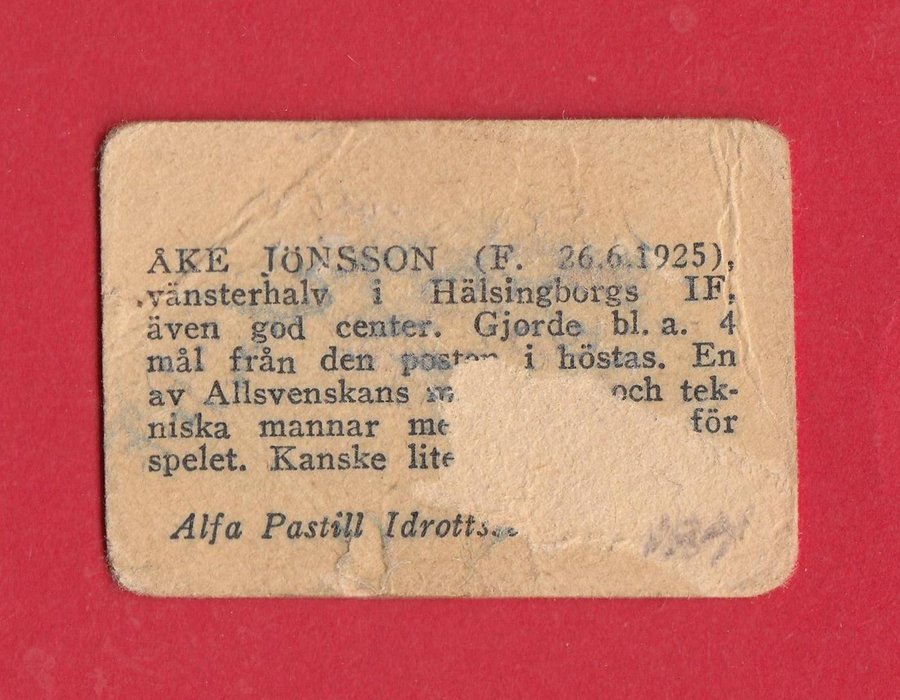 ÅKE JÖNSSON (F. 26.6.1925),
vänsterhalv i Hälsingborgs IF,
även god center. Gjorde bl. a. 4
mål från den posten i höstas. En
av Allsvenskans och tek-
niska mannar för
spelet. Kanske
Alfa Pastill